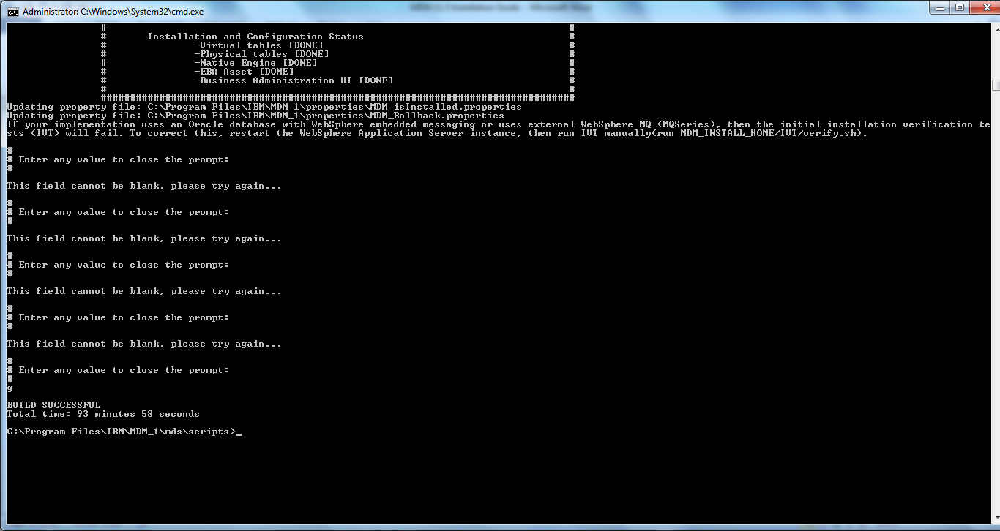 Administrator: C:\Windows\System32\cmd.exe
# #
# Installation and Configuration Status #
# -Virtual tables [DONE] #
# -Physical tables [DONE] #
# -Native Engine [DONE] #
# -EBA Asset [DONE] #
# -Business Administration UI [DONE] #
# #
#################################################################################
Updating property file: C:\Program Files\IBM\MDM_1\properties\MDM_isInstalled.properties
Updating property file: C:\Program Files\IBM\MDM_1\properties\MDM_Rollback.properties
If your implementation uses an Oracle database with WebSphere embedded messaging or uses external WebSphere MQ (MQSeries), then the initial installation verification te
sts (IVT) will fail. To correct this, restart the WebSphere Application Server instance, then run IVT manually(run MDM_INSTALL_HOME/IVT/verify.sh).
#
# Enter any value to close the prompt:
#
This field cannot be blank, please try again...
#
# Enter any value to close the prompt:
#
This field cannot be blank, please try again...
#
# Enter any value to close the prompt:
#
This field cannot be blank, please try again...
#
# Enter any value to close the prompt:
#
This field cannot be blank, please try again...
#
# Enter any value to close the prompt:
#
g
BUILD SUCCESSFUL
Total time: 93 minutes 58 seconds
C:\Program Files\IBM\MDM_1\mds\scripts>_